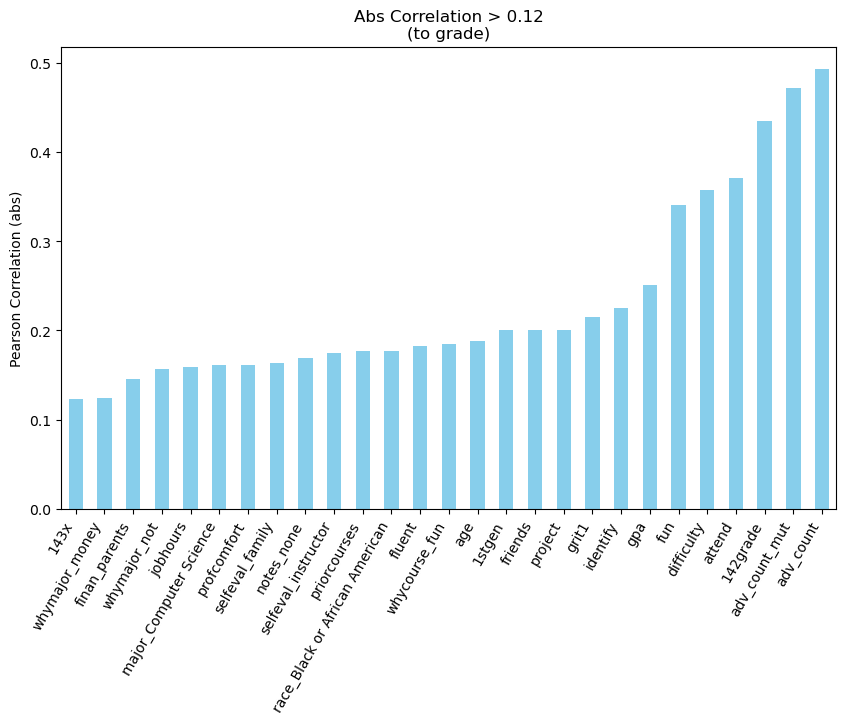 Abs Correlation > 0.12
(to grade)
Pearson Correlation (abs)
0.5
0.4
0.3
0.2
0.1
0.0
143x
whymajor_money
finan_parents
whymajor_not
jobhours
major_Computer Science
profcomfort
selfeval_family
notes_none
selfeval_instructor
priorcourses
race_Black or African American
fluent
whycourse_fun
age
1stgen
friends
project
grit1
identify
gpa
fun
difficulty
attend
142grade
adv_count_mut
adv_count